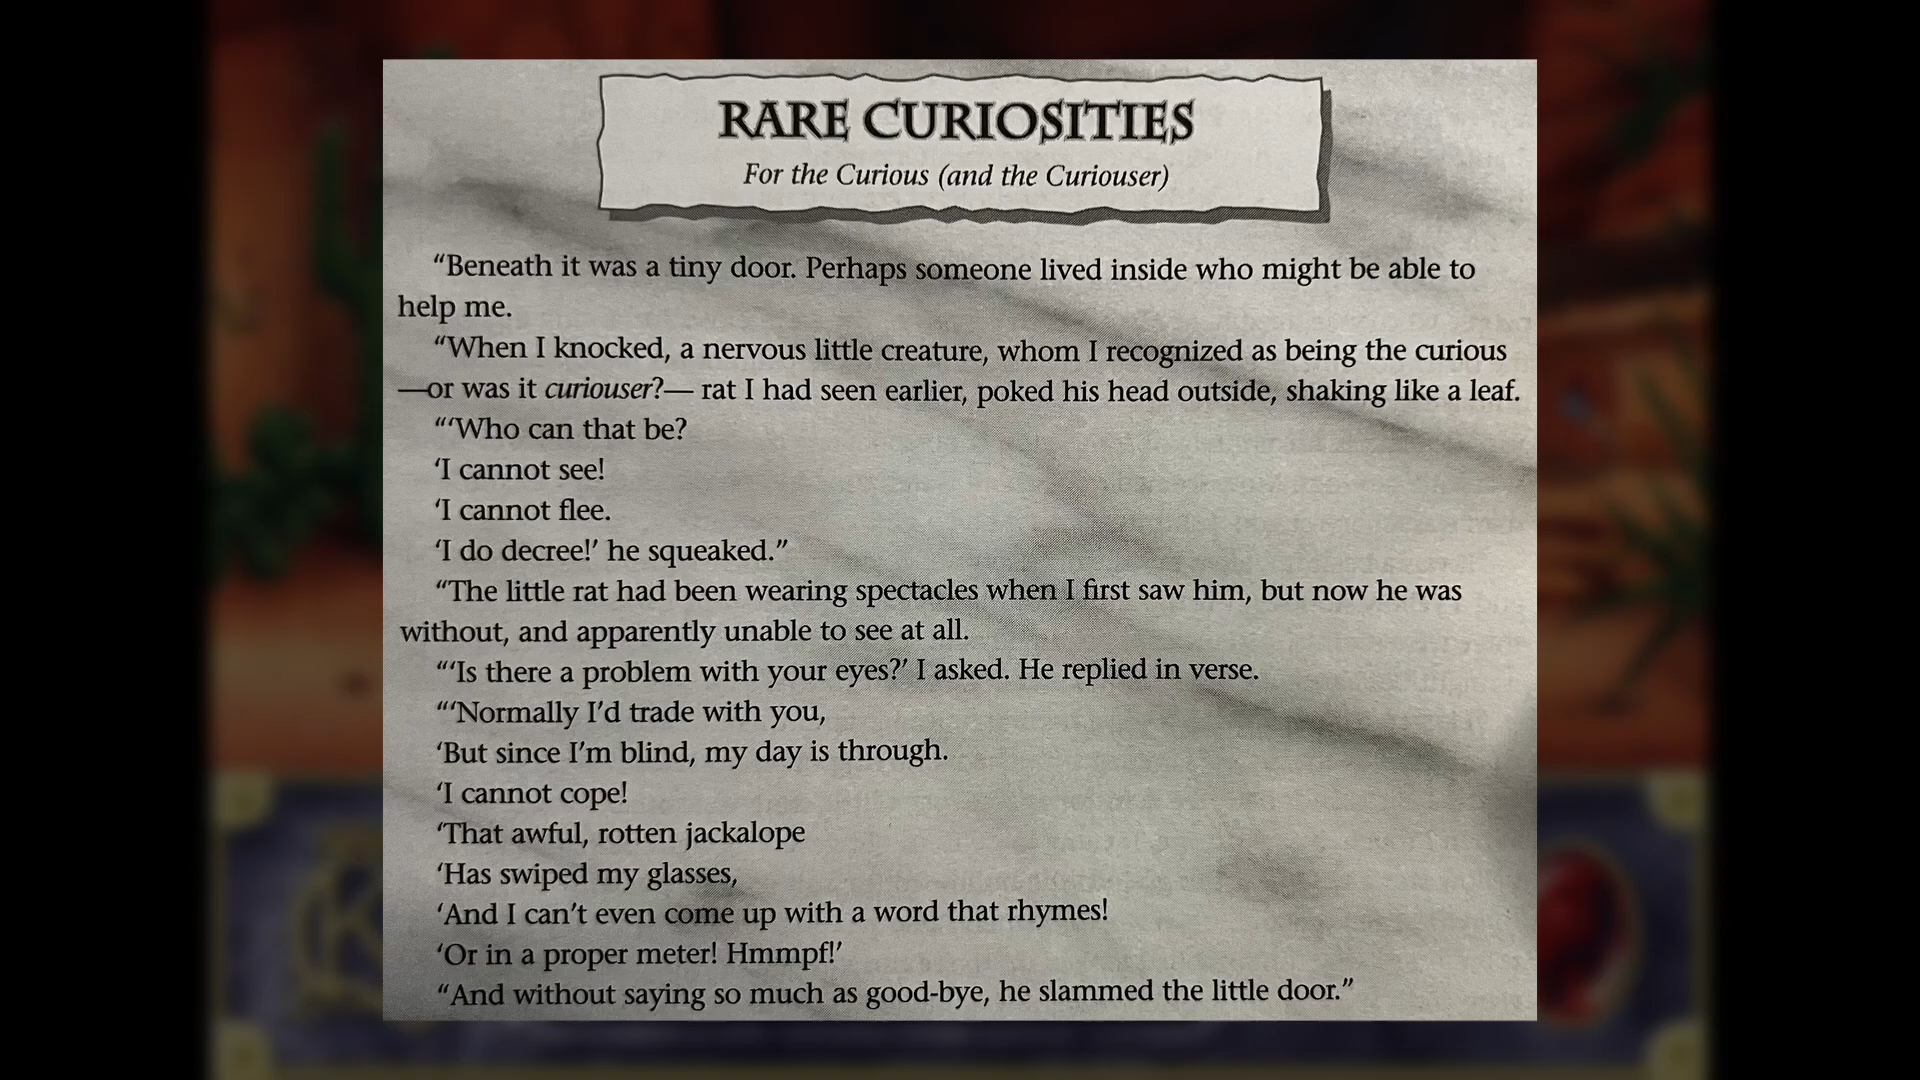 RARE CURIOSITIES
For the Curious (and the Curiouser)
“Beneath it was a tiny door. Perhaps someone lived inside who might be able to
help me.
“When I knocked, a nervous little creature, whom I recognized as being the curious
—or was it curiouser?— rat I had seen earlier, poked his head outside, shaking like a leaf.
“‘Who can that be?
‘I cannot see!
‘I cannot flee.
‘I do decree!’ he squeaked.”
“The little rat had been wearing spectacles when I first saw him, but now he was
without, and apparently unable to see at all.
“‘Is there a problem with your eyes?’ I asked. He replied in verse.
“‘Normally I’d trade with you,
‘But since I’m blind, my day is through.
‘I cannot cope!
‘That awful, rotten jackalope
‘Has swiped my glasses,
‘And I can’t even come up with a word that rhymes!
‘Or in a proper meter! Hmmpf!’
“And without saying so much as good-bye, he slammed the little door.”